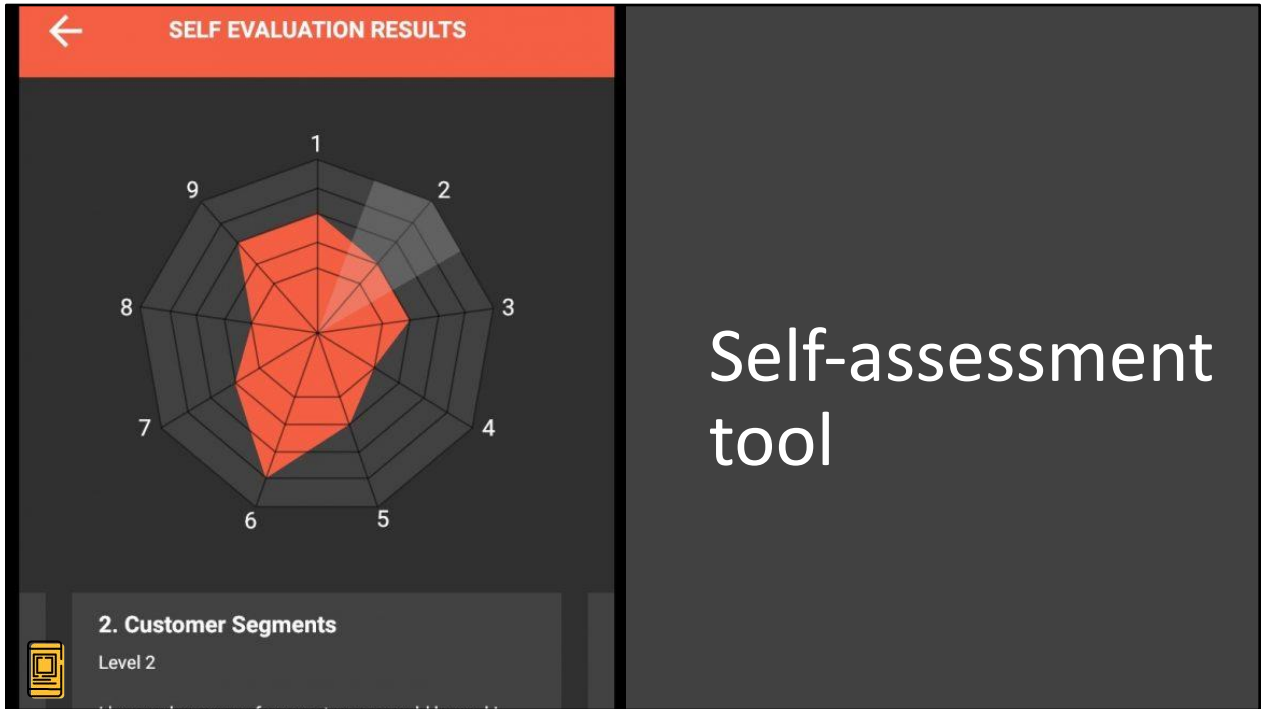 SELF EVALUATION RESULTS
1
9
2
8
3
7
4
6
5
2. Customer Segments
Level 2
Self-assessment
tool